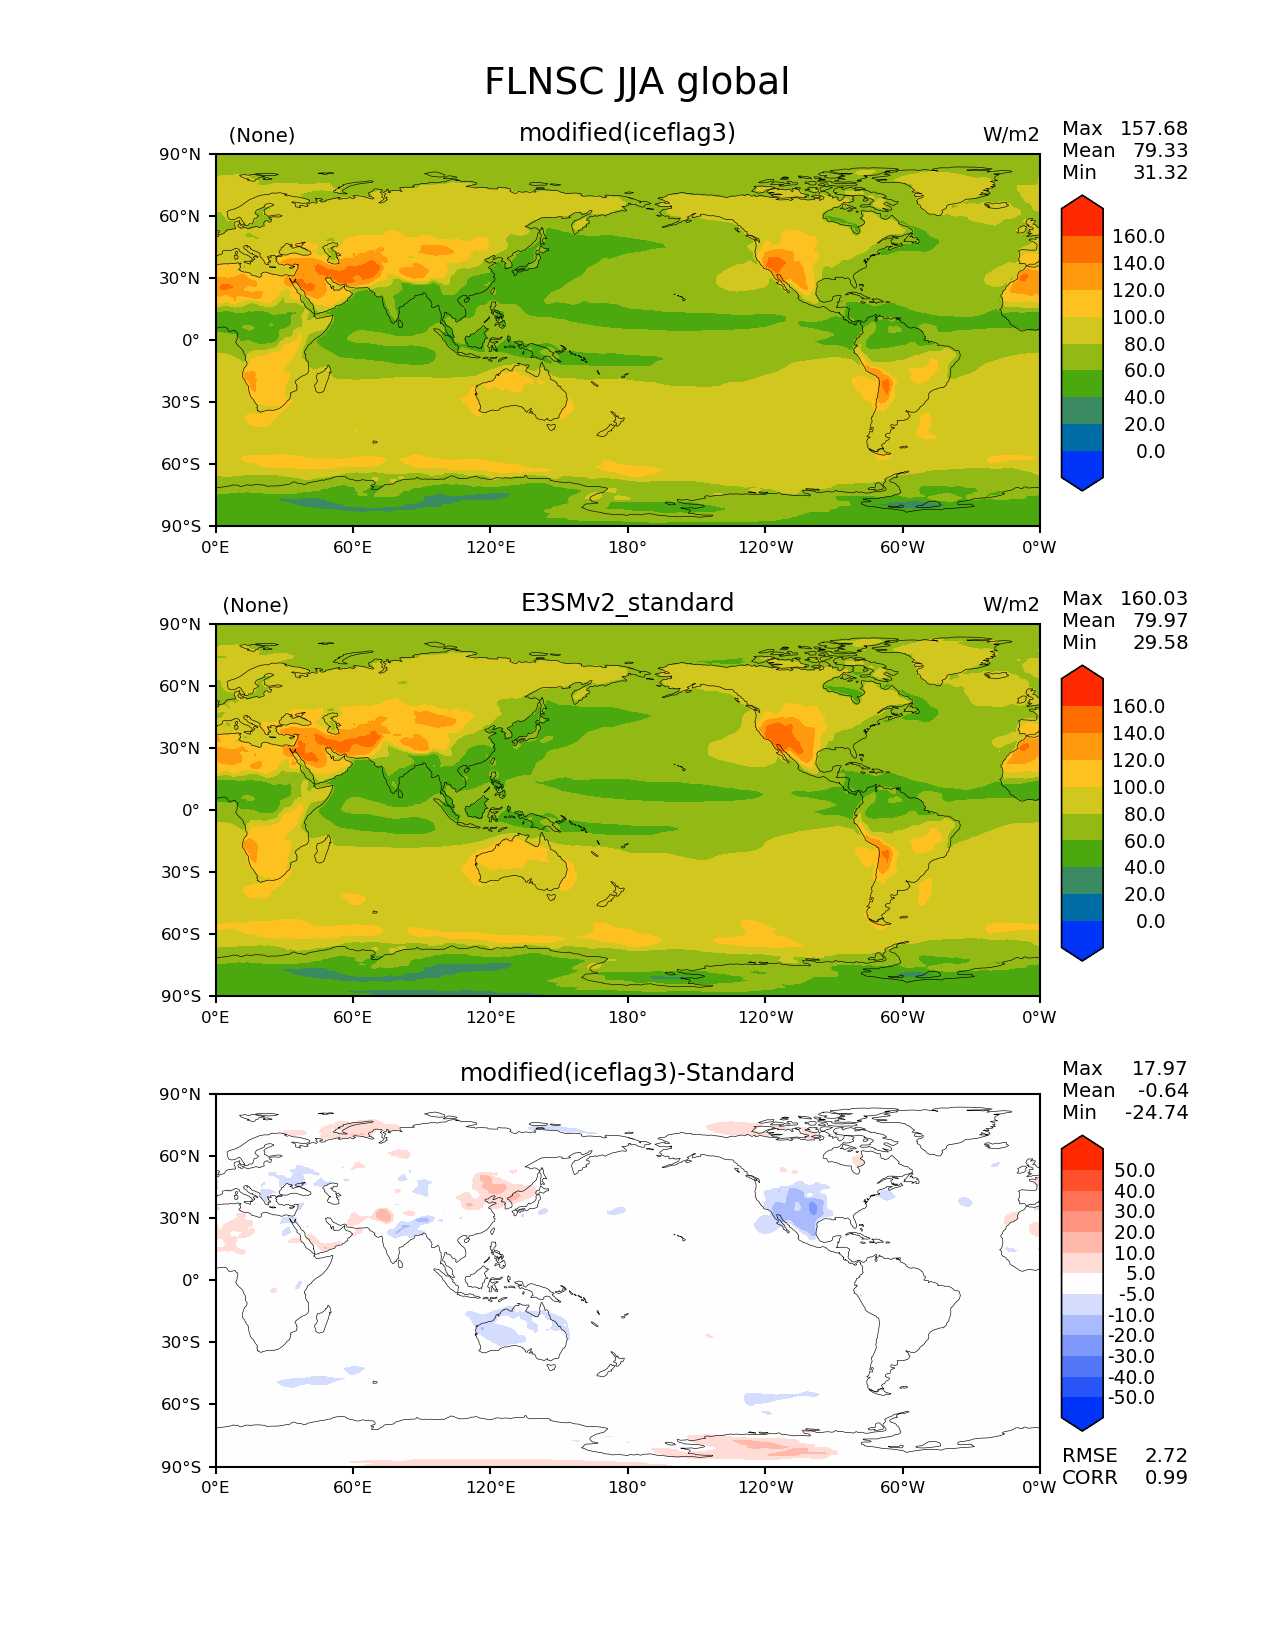 FLNSC JJA global
(None) modified(iceflag3) W/m2
Max 157.68
Mean 79.33
Min 31.32
90°N
60°N
30°N
0°
30°S
60°S
90°S
0°E 60°E 120°E 180° 120°W 60°W 0°W
160.0
140.0
120.0
100.0
80.0
60.0
40.0
20.0
0.0
(None) E3SMv2_standard W/m2
Max 160.03
Mean 79.97
Min 29.58
90°N
60°N
30°N
0°
30°S
60°S
90°S
0°E 60°E 120°E 180° 120°W 60°W 0°W
160.0
140.0
120.0
100.0
80.0
60.0
40.0
20.0
0.0
modified(iceflag3)-Standard
Max 17.97
Mean -0.64
Min -24.74
90°N
60°N
30°N
0°
30°S
60°S
90°S
0°E 60°E 120°E 180° 120°W 60°W 0°W
50.0
40.0
30.0
20.0
10.0
5.0
-5.0
-10.0
-20.0
-30.0
-40.0
-50.0
RMSE 2.72
CORR 0.99